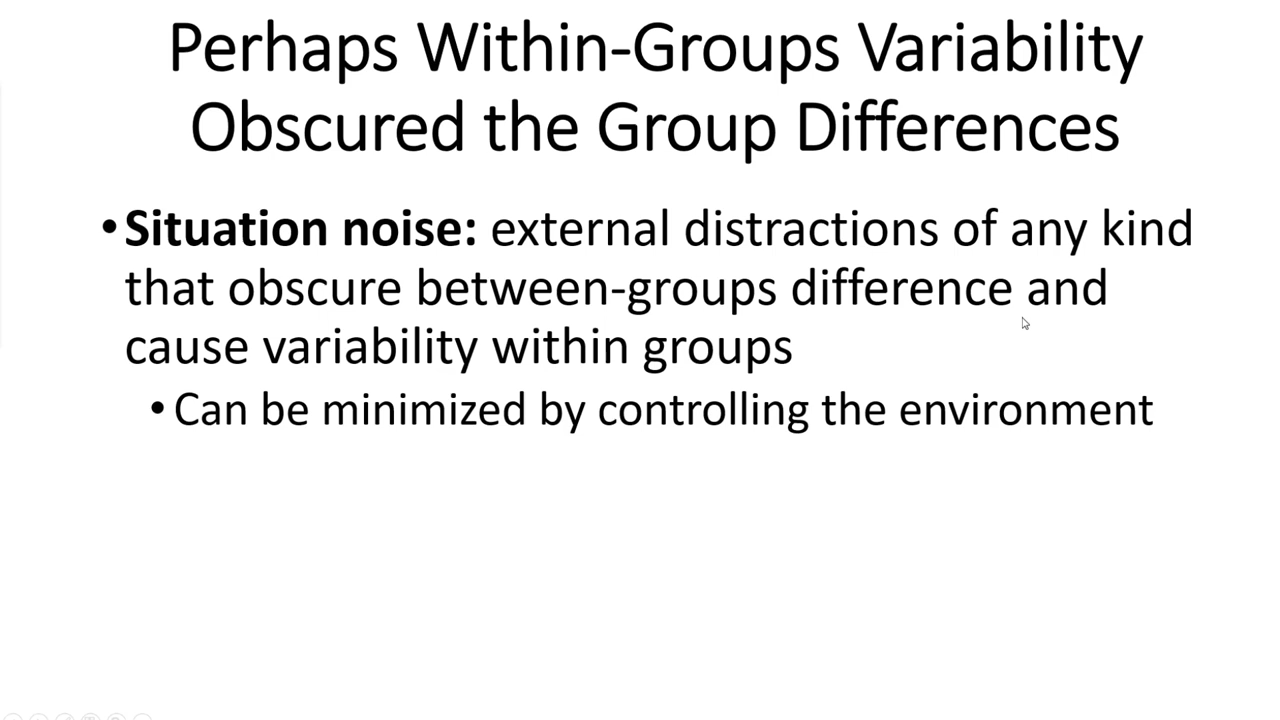 Perhaps Within-Groups Variability
Obscured the Group Differences
•Situation noise: external distractions of any kind
that obscure between-groups difference and
cause variability within groups
• Can be minimized by controlling the environment